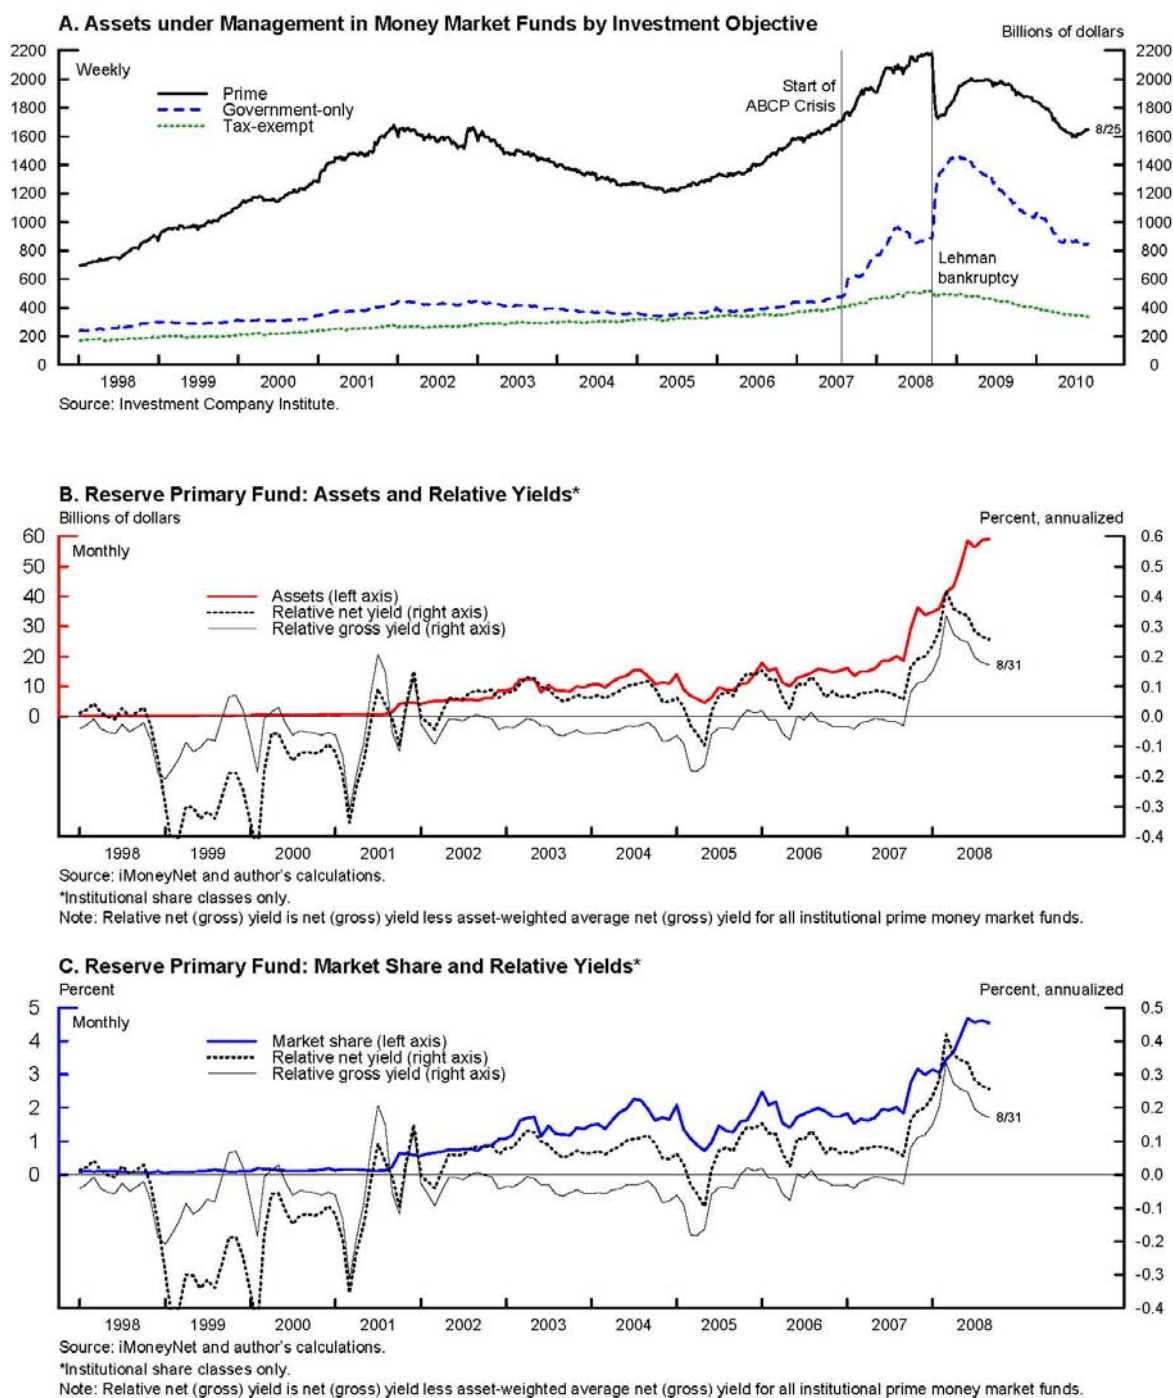 A. Assets under Management in Money Market Funds by Investment Objective
Billions of dollars
Weekly
Prime
Government-only
Tax-exempt
Start of
ABCP Crisis
Lehman
bankruptcy
8/25
2200 2200
2000 2000
1800 1800
1600 1600
1400 1400
1200 1200
1000 1000
800 800
600 600
400 400
200 200
0 0
1998 1999 2000 2001 2002 2003 2004 2005 2006 2007 2008 2009 2010
Source: Investment Company Institute.
B. Reserve Primary Fund: Assets and Relative Yields*
Billions of dollars Percent, annualized
Monthly
Assets (left axis)
Relative net yield (right axis)
Relative gross yield (right axis)
8/31
60 0.6
50 0.5
40 0.4
30 0.3
20 0.2
10 0.1
0 0.0
-0.1
-0.2
-0.3
-0.4
1998 1999 2000 2001 2002 2003 2004 2005 2006 2007 2008
Source: iMoneyNet and author's calculations.
*Institutional share classes only.
Note: Relative net (gross) yield is net (gross) yield less asset-weighted average net (gross) yield for all institutional prime money market funds.
C. Reserve Primary Fund: Market Share and Relative Yields*
Percent Percent, annualized
Monthly
Market share (left axis)
Relative net yield (right axis)
Relative gross yield (right axis)
8/31
5 0.5
4 0.4
3 0.3
2 0.2
1 0.1
0 0.0
-0.1
-0.2
-0.3
-0.4
1998 1999 2000 2001 2002 2003 2004 2005 2006 2007 2008
Source: iMoneyNet and author's calculations.
*Institutional share classes only.
Note: Relative net (gross) yield is net (gross) yield less asset-weighted average net (gross) yield for all institutional prime money market funds.